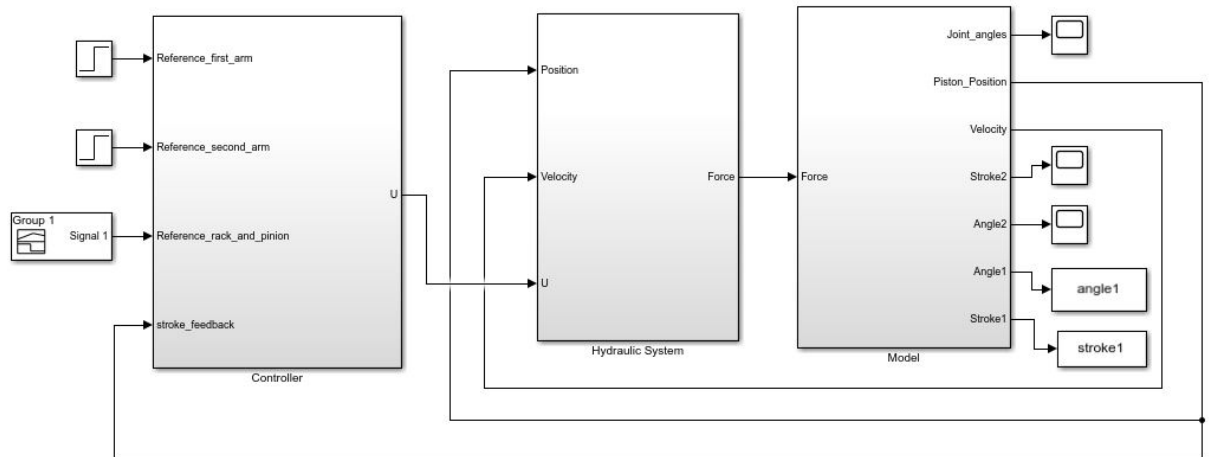 Reference_first_arm
Reference_second_arm
Group 1
Signal 1
Reference_rack_and_pinion
stroke_feedback
U
Controller
Position
Velocity
U
Force
Hydraulic System
Force
Joint_angles
Piston_Position
Velocity
Stroke2
Angle2
Angle1
Stroke1
Model
angle1
stroke1